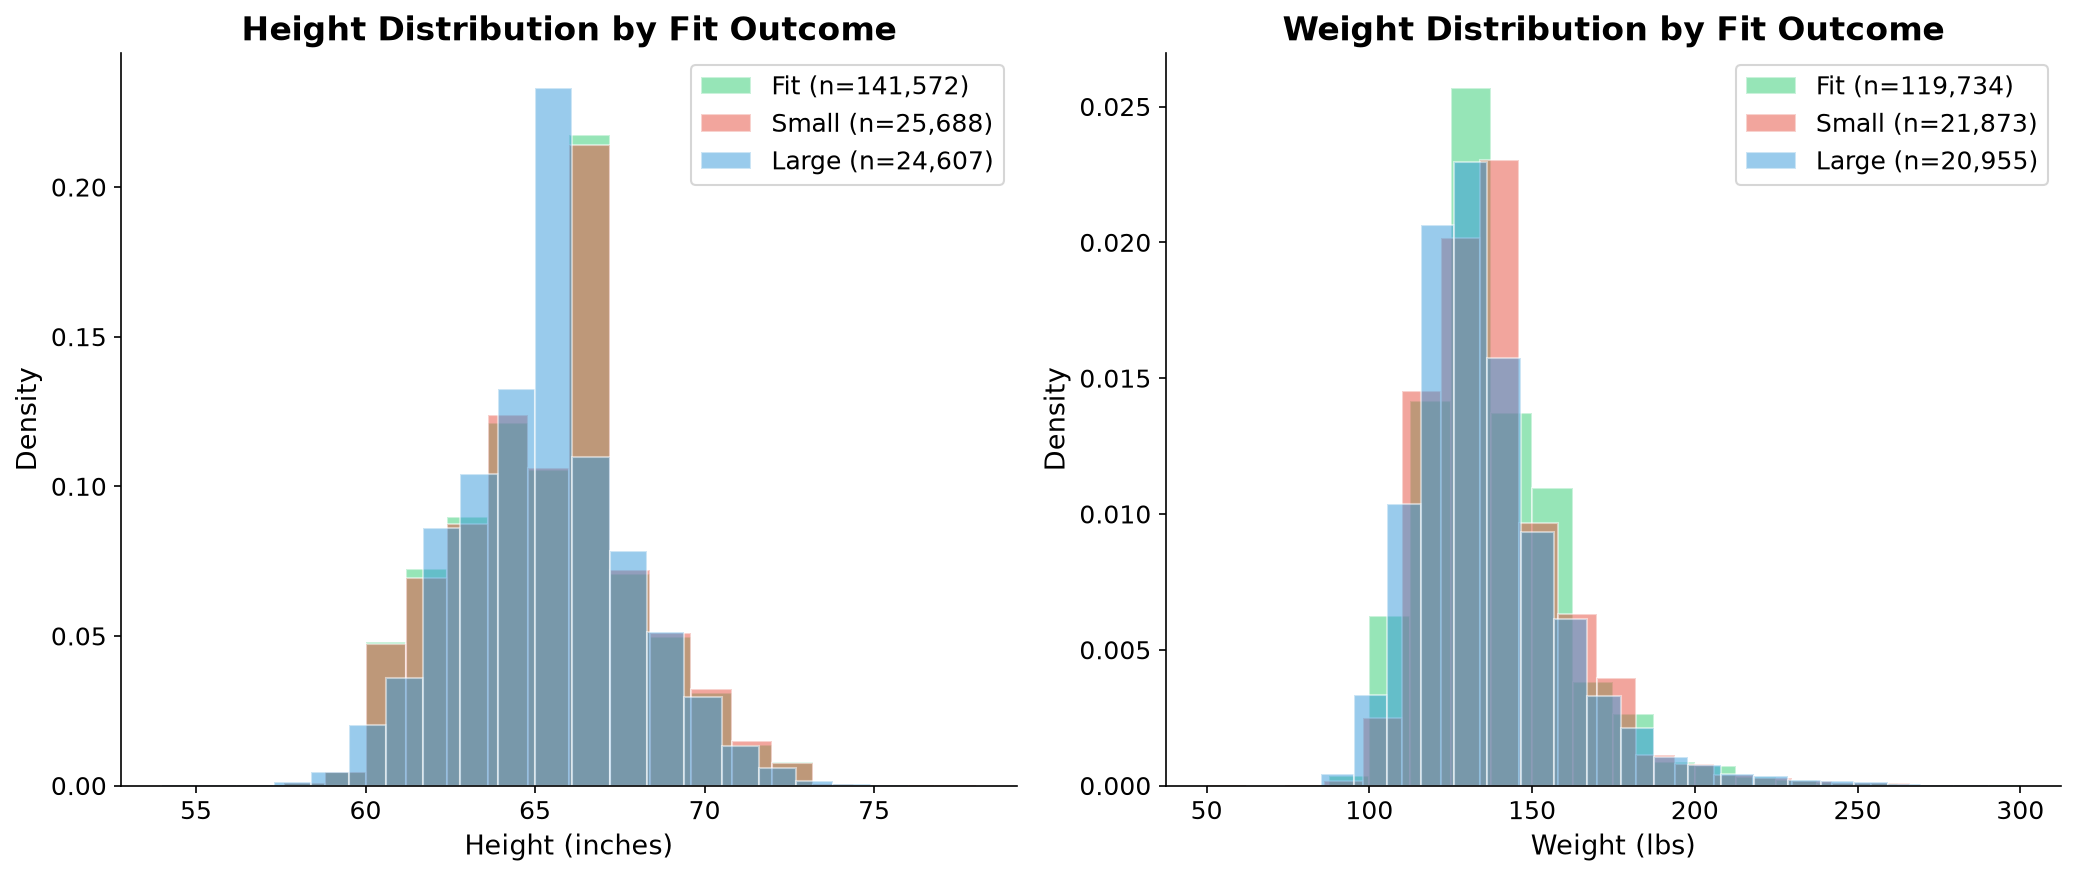 Height Distribution by Fit Outcome
Fit (n=141,572)
Small (n=25,688)
Large (n=24,607)
Density
0.20
0.15
0.10
0.05
0.00
55 60 65 70 75
Height (inches)
Weight Distribution by Fit Outcome
Fit (n=119,734)
Small (n=21,873)
Large (n=20,955)
Density
0.025
0.020
0.015
0.010
0.005
0.000
50 100 150 200 250 300
Weight (lbs)